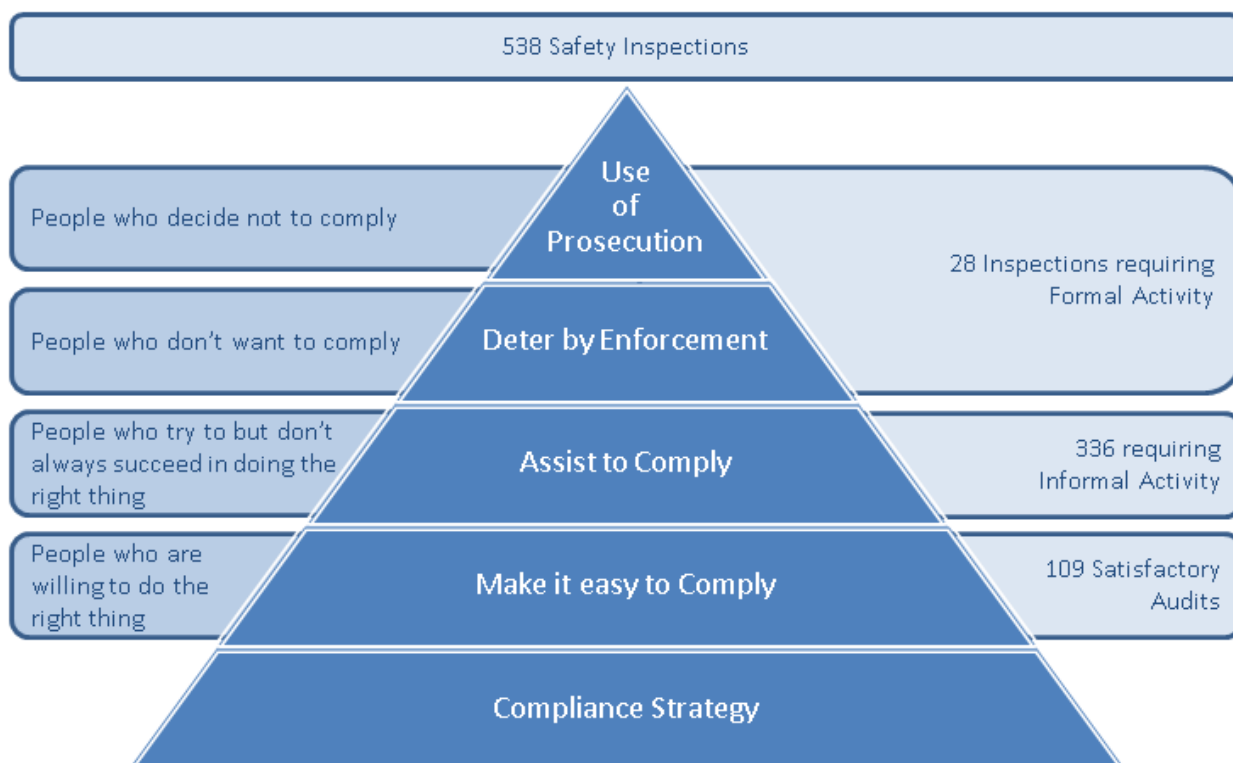 538 Safety Inspections
Use
of
Prosecution
People who decide not to comply
28 Inspections requiring
Formal Activity
People who don't want to comply
Deter by Enforcement
People who try to but don't
always succeed in doing the
right thing
Assist to Comply
336 requiring
Informal Activity
People who are
willing to do the
right thing
Make it easy to Comply
109 Satisfactory
Audits
Compliance Strategy